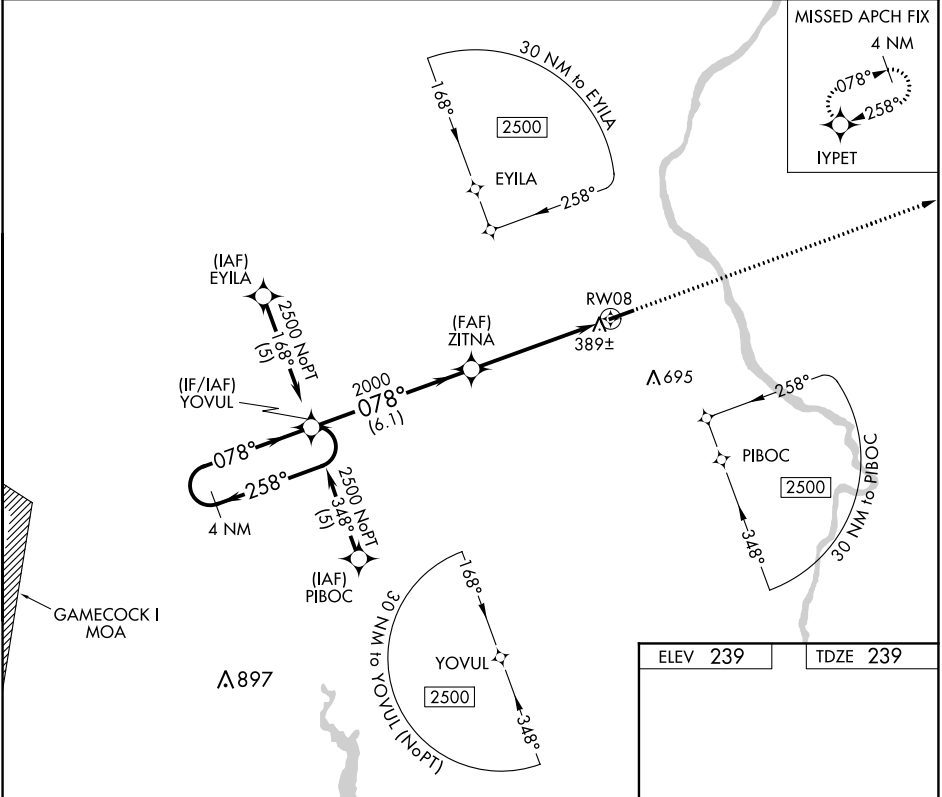 MISSED APCH FIX
4 NM
078°
258°
IYPET
30 NM to EYILA
168°
2500
EYILA
258°
(IAF)
EYILA
2500 NoPT
168°
(5)
(IF/IAF)
YOVUL
2000
078°
(6.1)
(FAF)
ZITNA
RW08
389±
695
078°
258°
4 NM
2500 NoPT
348°
(5)
(IAF)
PIBOC
258°
PIBOC
2500
348°
30 NM to PIBOC
GAMECOCK I
MOA
897
168°
30 NM to YOVUL (NoPT)
YOVUL
2500
348°
ELEV 239
TDZE 239